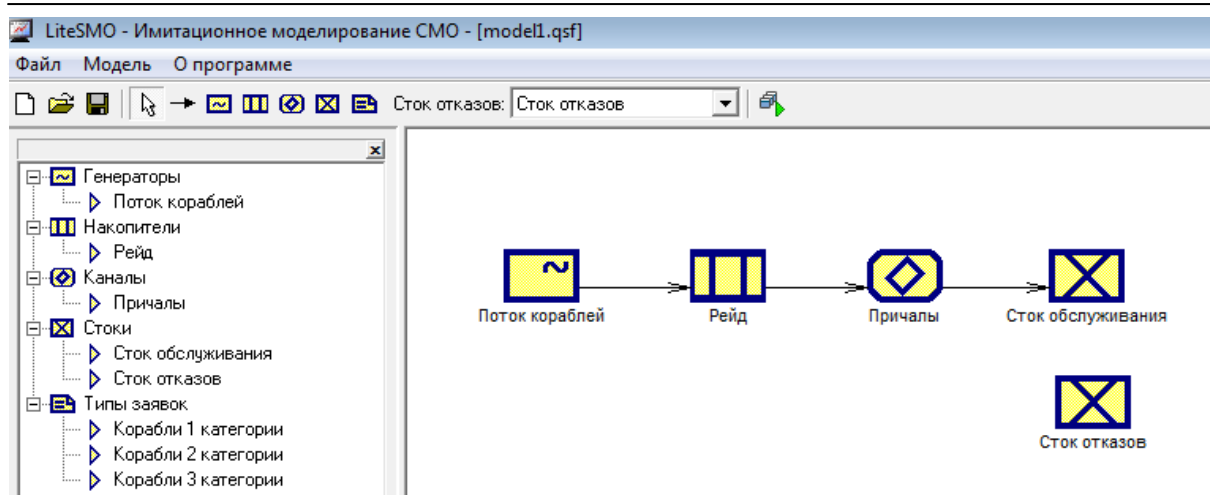 LiteSMO - Имитационное моделирование СМО - [model1.qsf]
Файл Модель О программе
Сток отказов: Сток отказов
Генераторы
Поток кораблей
Накопители
Рейд
Каналы
Причалы
Стоки
Сток обслуживания
Сток отказов
Типы заявок
Корабли 1 категории
Корабли 2 категории
Корабли 3 категории
Поток кораблей Рейд Причалы Сток обслуживания
Сток отказов